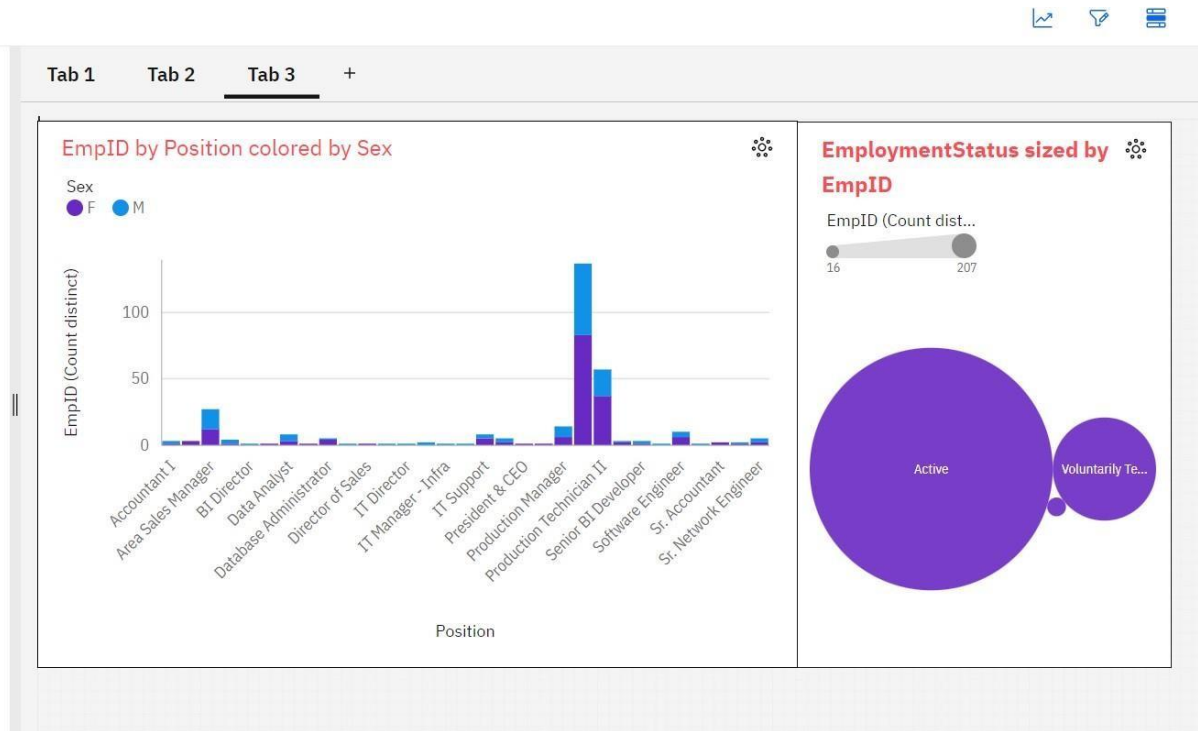 Tab 1 Tab 2 Tab 3 +
EmpID by Position colored by Sex
Sex
F M
EmpID (Count distinct)
100
50
0
Accountant I
Area Sales Manager
BI Director
Data Analyst
Database Administrator
Director of Sales
IT Director
IT Manager - Infra
IT Support
President & CEO
Production Manager
Production Technician II
Senior BI Developer
Software Engineer
Sr. Accountant
Sr. Network Engineer
Position
EmploymentStatus sized by
EmpID
EmpID (Count dist...
16 207
Active
Voluntarily Te...